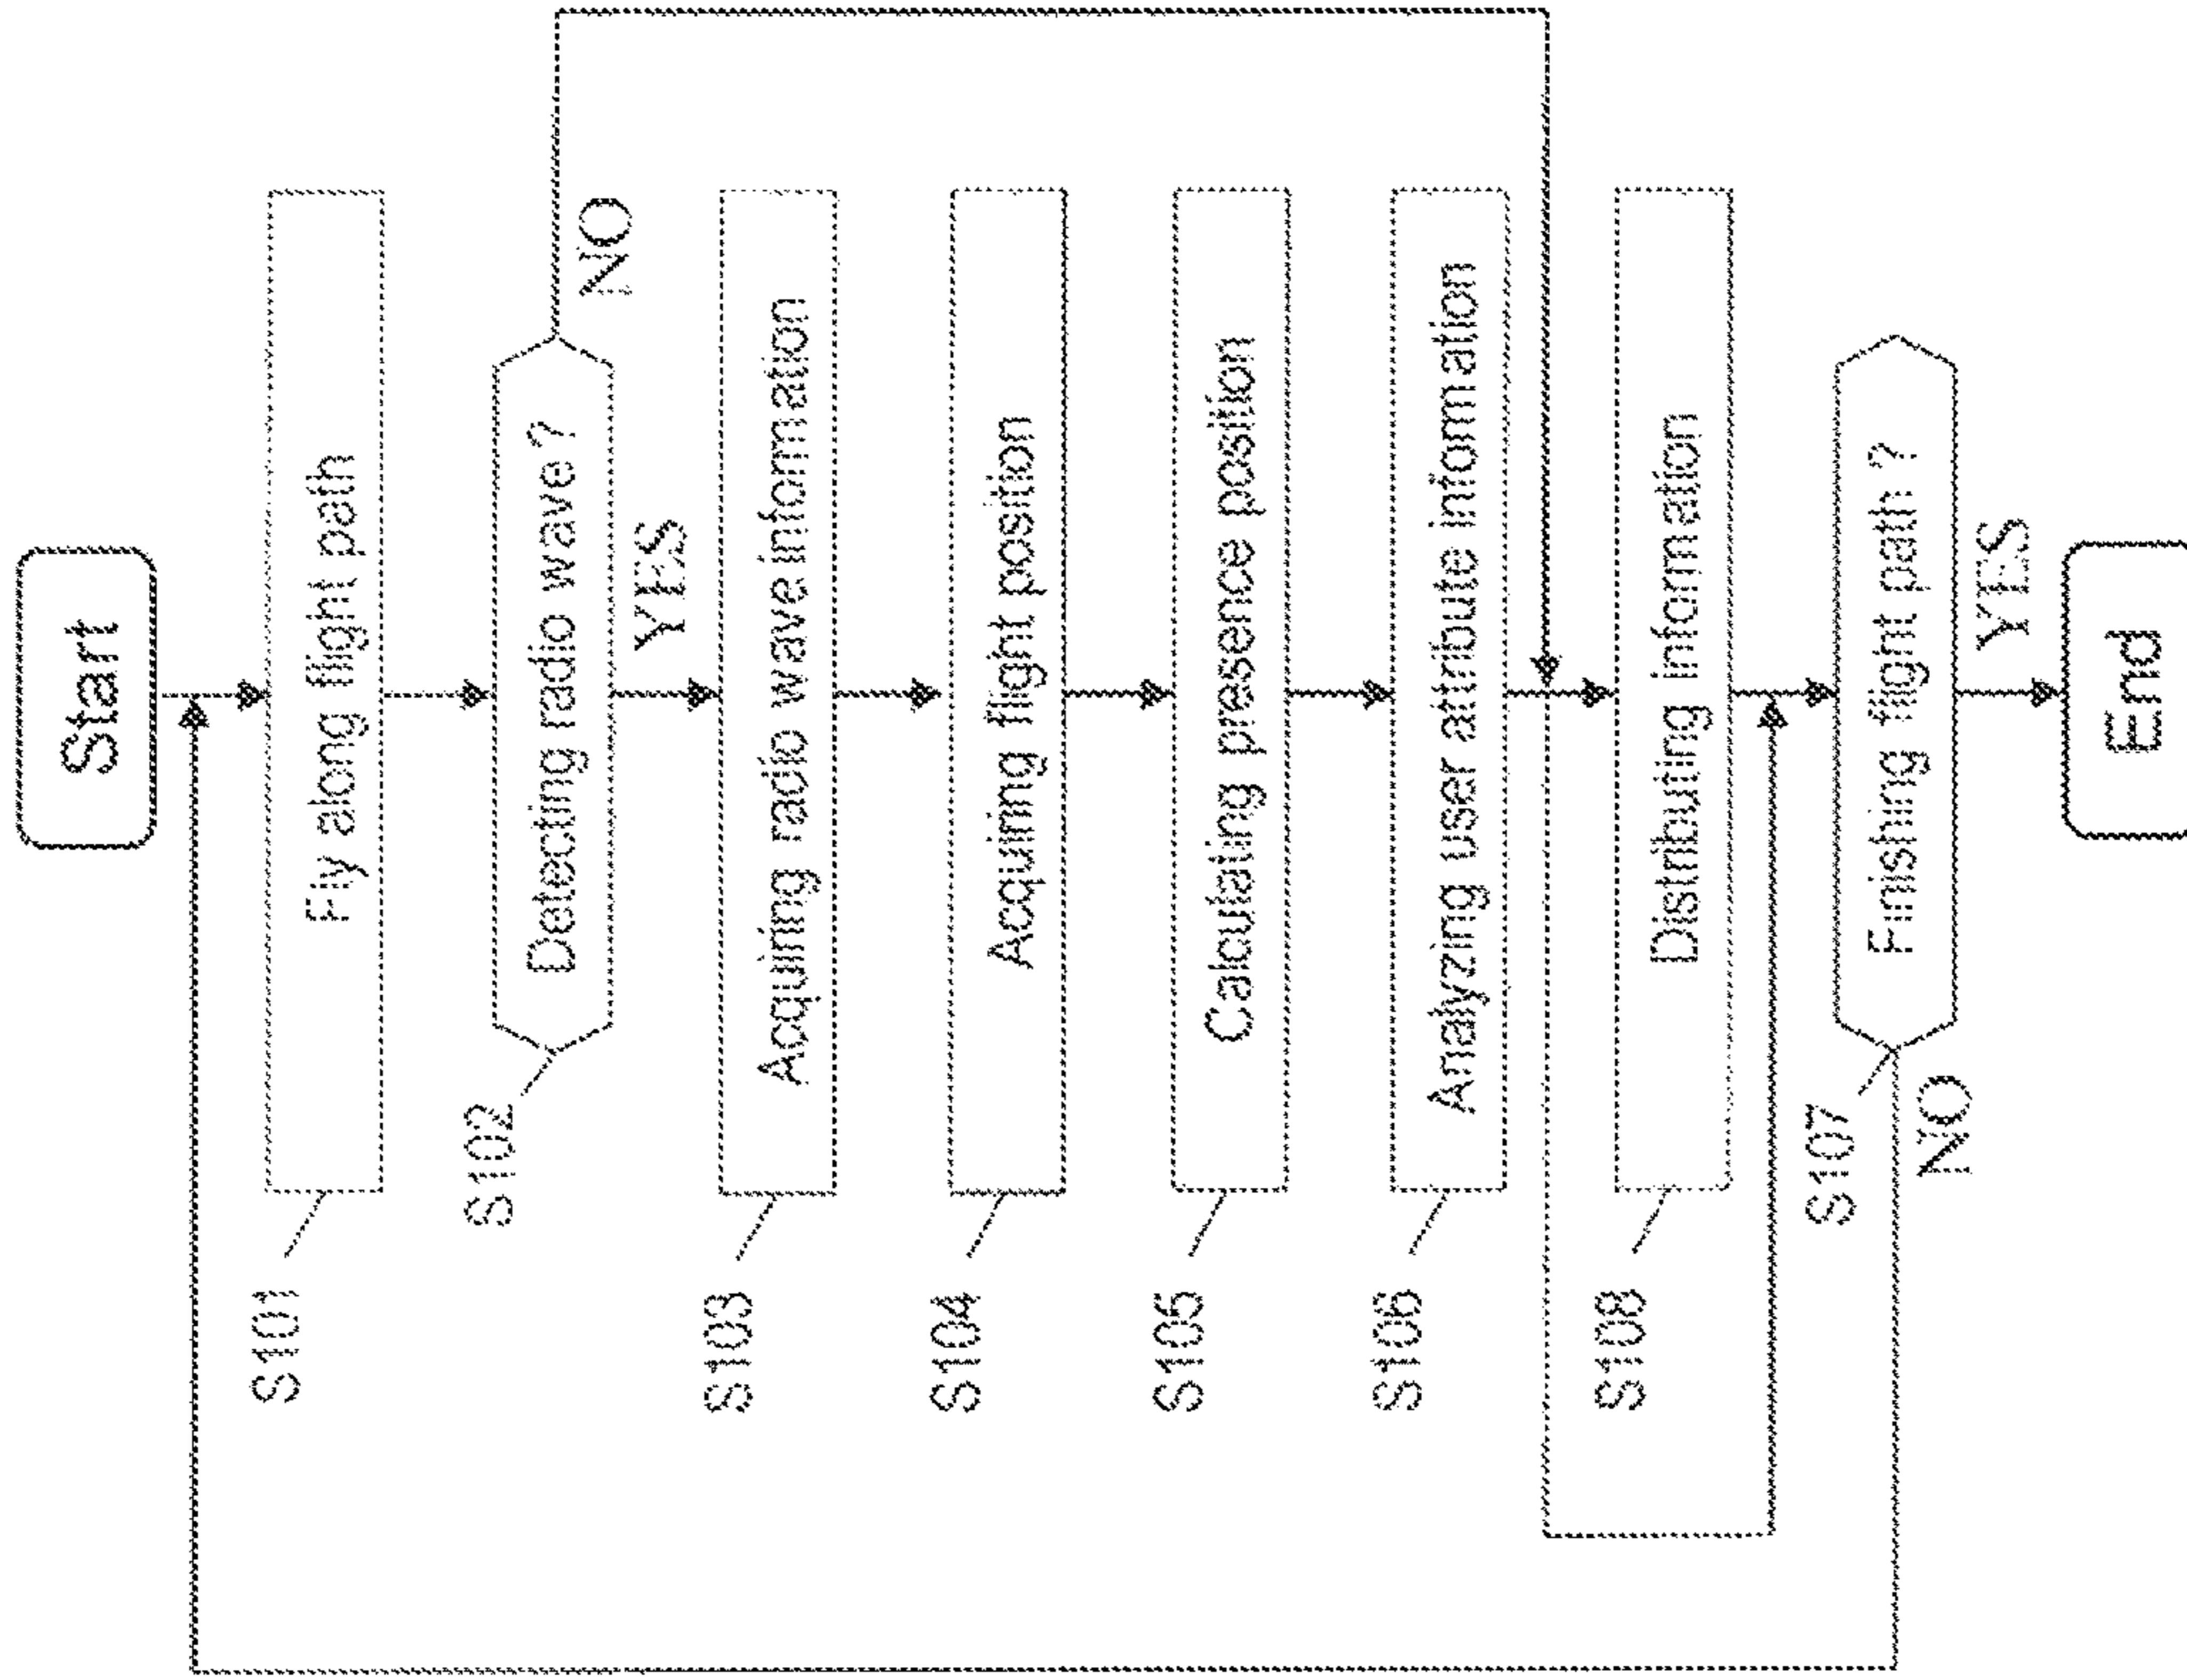 Start
S101
Fly along flight path
S102
Detecting radio wave?
NO
YES
S103
Acquiring radio wave information
S104
Acquiring flight position
S105
Calculating presence position
S106
Analyzing user attribute information
S108
Distributing information
S107
Finishing flight path ?
NO
YES
End